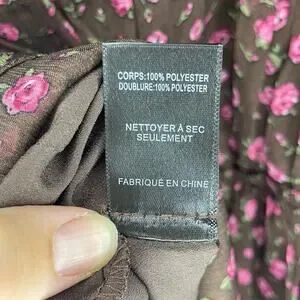 CORPS:100% POLYESTER
DOUBLURE:100% POLYESTER
NETTOYER À SEC
SEULEMENT
FABRIQUÉ EN CHINE